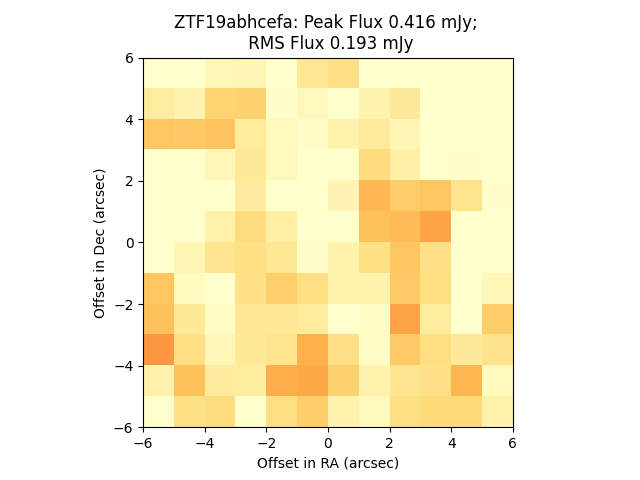 ZTF19abhcefa: Peak Flux 0.416 mJy;
RMS Flux 0.193 mJy
6
4
2
0
−2
−4
−6
Offset in Dec (arcsec)
−6 −4 −2 0 2 4 6
Offset in RA (arcsec)